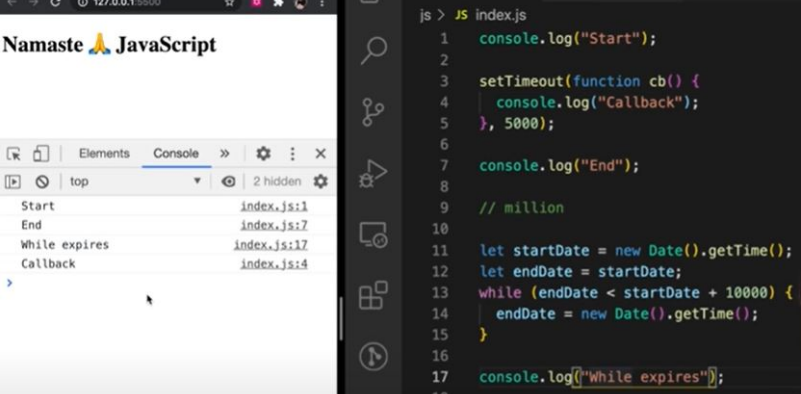 127.0.0.1:5500
Namaste 🙏 JavaScript
Elements Console »
top 2 hidden
Start index.js:1
End index.js:7
While expires index.js:17
Callback index.js:4
>
js > JS index.js
1 console.log("Start");
2
3 setTimeout(function cb() {
4 console.log("Callback");
5 }, 5000);
6
7 console.log("End");
8
9 // million
10
11 let startDate = new Date().getTime();
12 let endDate = startDate;
13 while (endDate < startDate + 10000) {
14 endDate = new Date().getTime();
15 }
16
17 console.log("While expires");